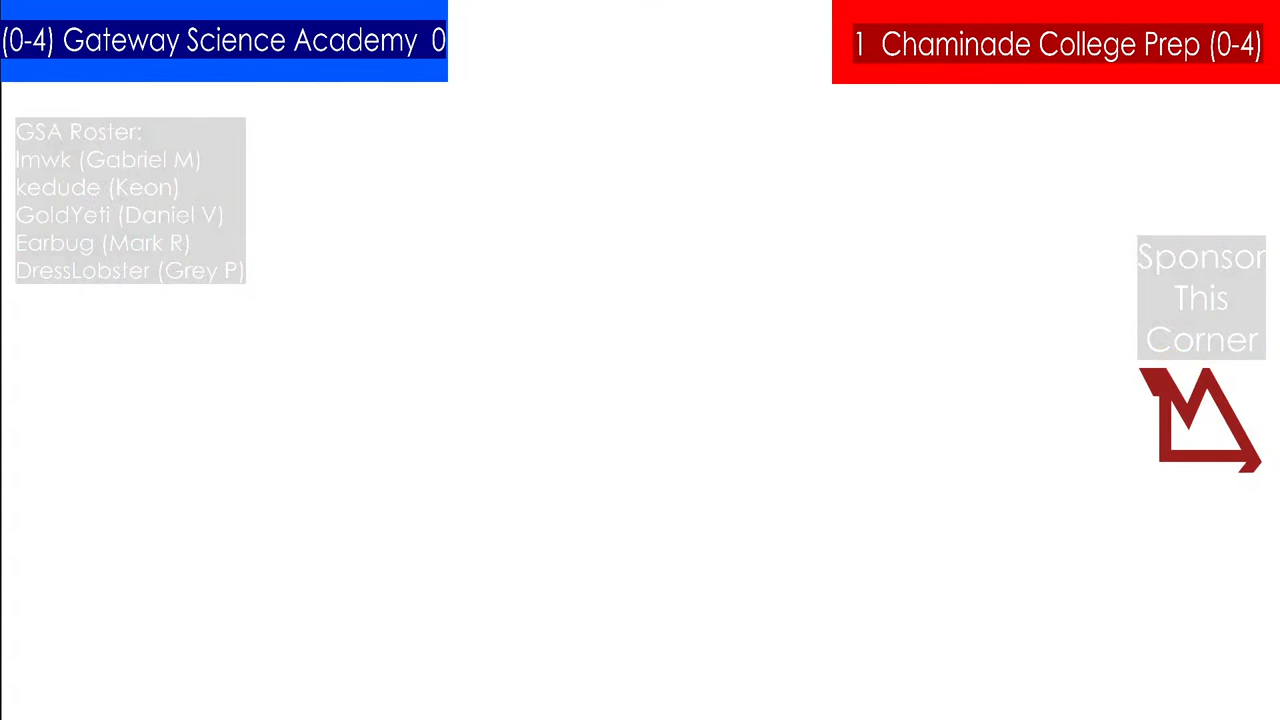 (0-4) Gateway Science Academy 0
1 Chaminade College Prep (0-4)
GSA Roster:
lmwk (Gabriel M)
kedude (Keon)
GoldYeti (Daniel V)
Earbug (Mark R)
DressLobster (Grey P)
Sponsor
This
Corner